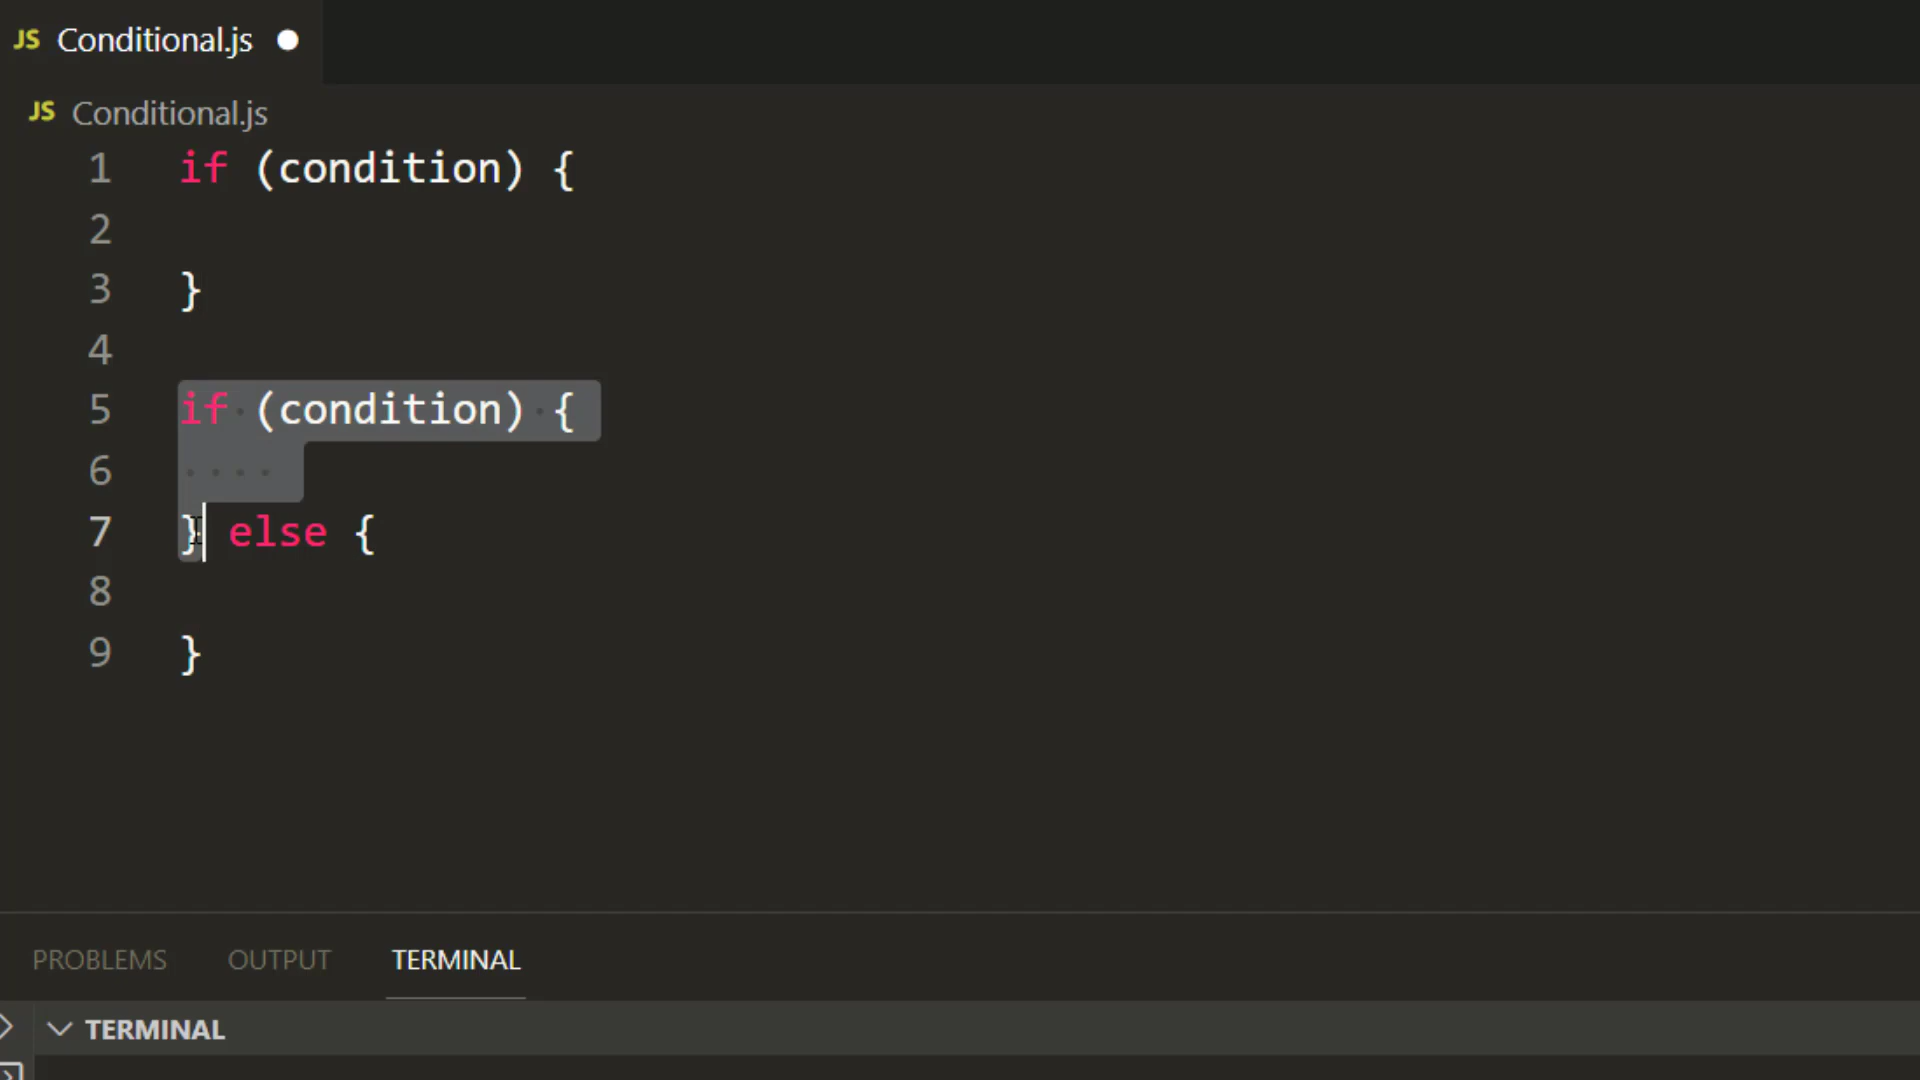 JS Conditional.js
JS Conditional.js
1 if (condition) {
2
3 }
4
5 if (condition) {
6
7 } else {
8
9 }
PROBLEMS OUTPUT TERMINAL
TERMINAL